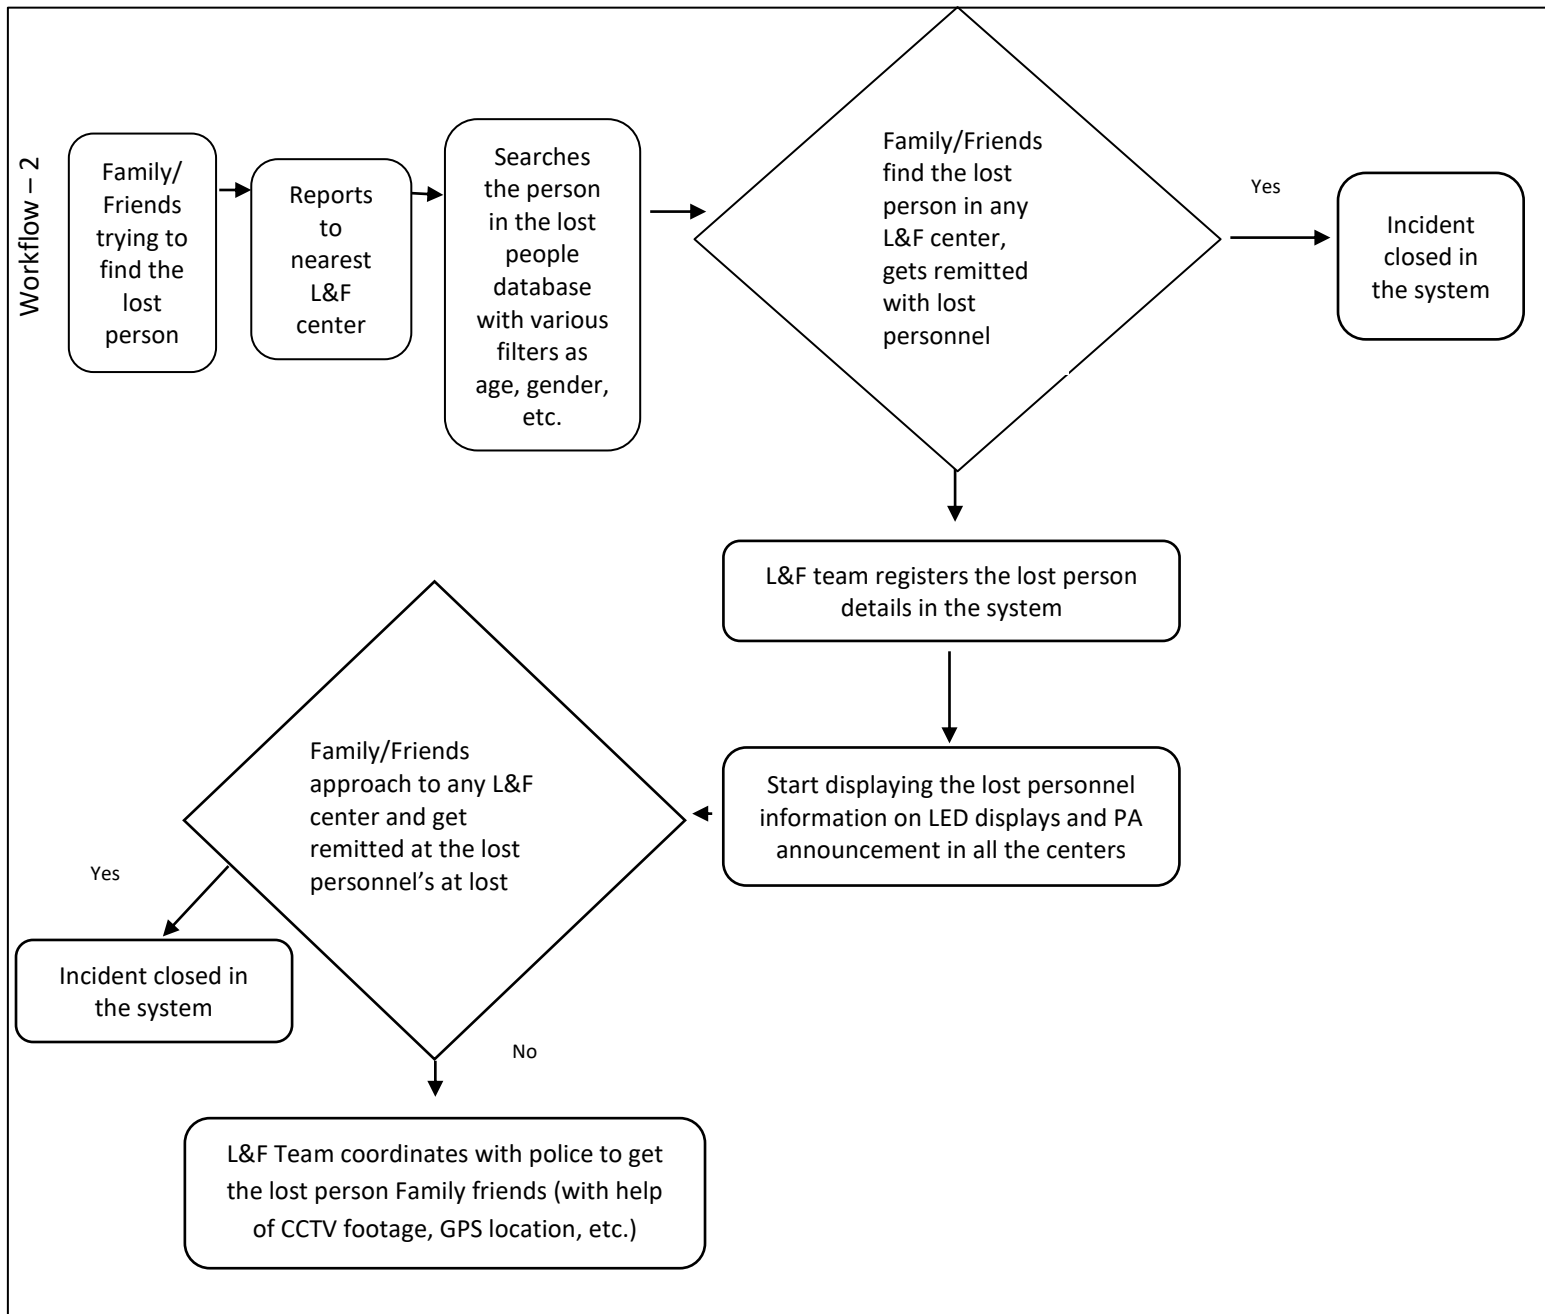 Workflow – 2
Family/
Friends
trying to
find the
lost
person
Reports
to
nearest
L&F
center
Searches
the person
in the lost
people
database
with various
filters as
age, gender,
etc.
Family/Friends
find the lost
person in any
L&F center,
gets remitted
with lost
personnel
Yes
Incident
closed in
the system
L&F team registers the lost person
details in the system
Start displaying the lost personnel
information on LED displays and PA
announcement in all the centers
Family/Friends
approach to any L&F
center and get
remitted at the lost
personnel’s at lost
Yes
Incident closed in
the system
No
L&F Team coordinates with police to get
the lost person Family friends (with help
of CCTV footage, GPS location, etc.)